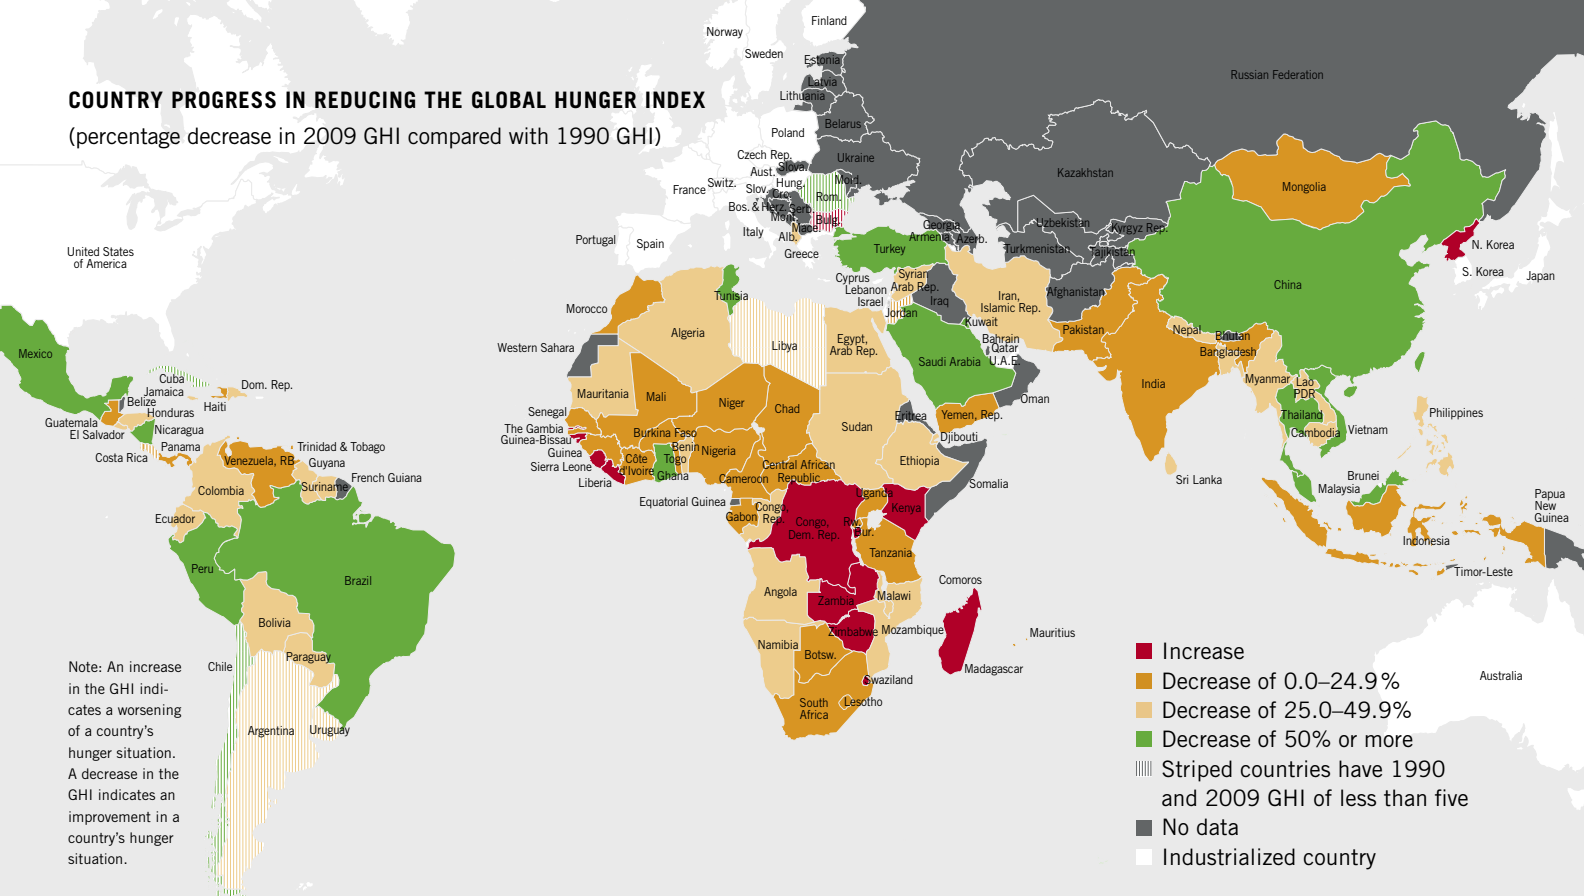 COUNTRY PROGRESS IN REDUCING THE GLOBAL HUNGER INDEX
(percentage decrease in 2009 GHI compared with 1990 GHI)
Finland
Norway
Sweden
Estonia
Latvia
Lithuania
Russian Federation
Belarus
Poland
Ukraine
Czech Rep.
Slova.
Aust.
Hung.
Mold.
Kazakhstan
France
Switz.
Slov.
Cro.
Rom.
Mongolia
Bos. & Herz.
Serb.
Mont.
Bulg.
Mace.
Italy
Alb.
Georgia
Armenia
Azerb.
Uzbekistan
Kyrgyz Rep.
Portugal
Spain
Greece
Turkey
Turkmenistan
Tajikistan
N. Korea
S. Korea
Japan
United States
of America
Cyprus
Lebanon
Israel
Syrian
Arab Rep.
Iraq
Iran,
Islamic Rep.
Afghanistan
China
Tunisia
Morocco
Jordan
Kuwait
Pakistan
Nepal
Bhutan
Bangladesh
Algeria
Libya
Egypt,
Arab Rep.
Bahrain
Qatar
U.A.E.
Western Sahara
Saudi Arabia
Mexico
Cuba
Jamaica
Dom. Rep.
Belize
Haiti
Honduras
Guatemala
El Salvador
Nicaragua
Panama
Costa Rica
Trinidad & Tobago
Venezuela, RB
Guyana
French Guiana
Suriname
Colombia
Ecuador
Mauritania
Mali
Niger
Chad
Sudan
Eritrea
Yemen, Rep.
Oman
India
Myanmar
Lao
PDR
Thailand
Cambodia
Vietnam
Philippines
Senegal
The Gambia
Guinea-Bissau
Guinea
Sierra Leone
Liberia
Burkina Faso
Benin
Côte
d'Ivoire
Togo
Ghana
Nigeria
Central African
Republic
Cameroon
Djibouti
Ethiopia
Somalia
Sri Lanka
Brunei
Malaysia
Papua
New
Guinea
Equatorial Guinea
Gabon
Congo,
Rep.
Congo,
Dem. Rep.
Uganda
Kenya
Rw.
Bur.
Tanzania
Indonesia
Timor-Leste
Peru
Brazil
Bolivia
Paraguay
Chile
Argentina
Uruguay
Angola
Zambia
Malawi
Comoros
Zimbabwe
Mozambique
Mauritius
Namibia
Botsw.
Madagascar
Swaziland
South
Africa
Lesotho
Australia
Note: An increase
in the GHI indi-
cates a worsening
of a country’s
hunger situation.
A decrease in the
GHI indicates an
improvement in a
country’s hunger
situation.
Increase
Decrease of 0.0–24.9%
Decrease of 25.0–49.9%
Decrease of 50% or more
Striped countries have 1990
and 2009 GHI of less than five
No data
Industrialized country